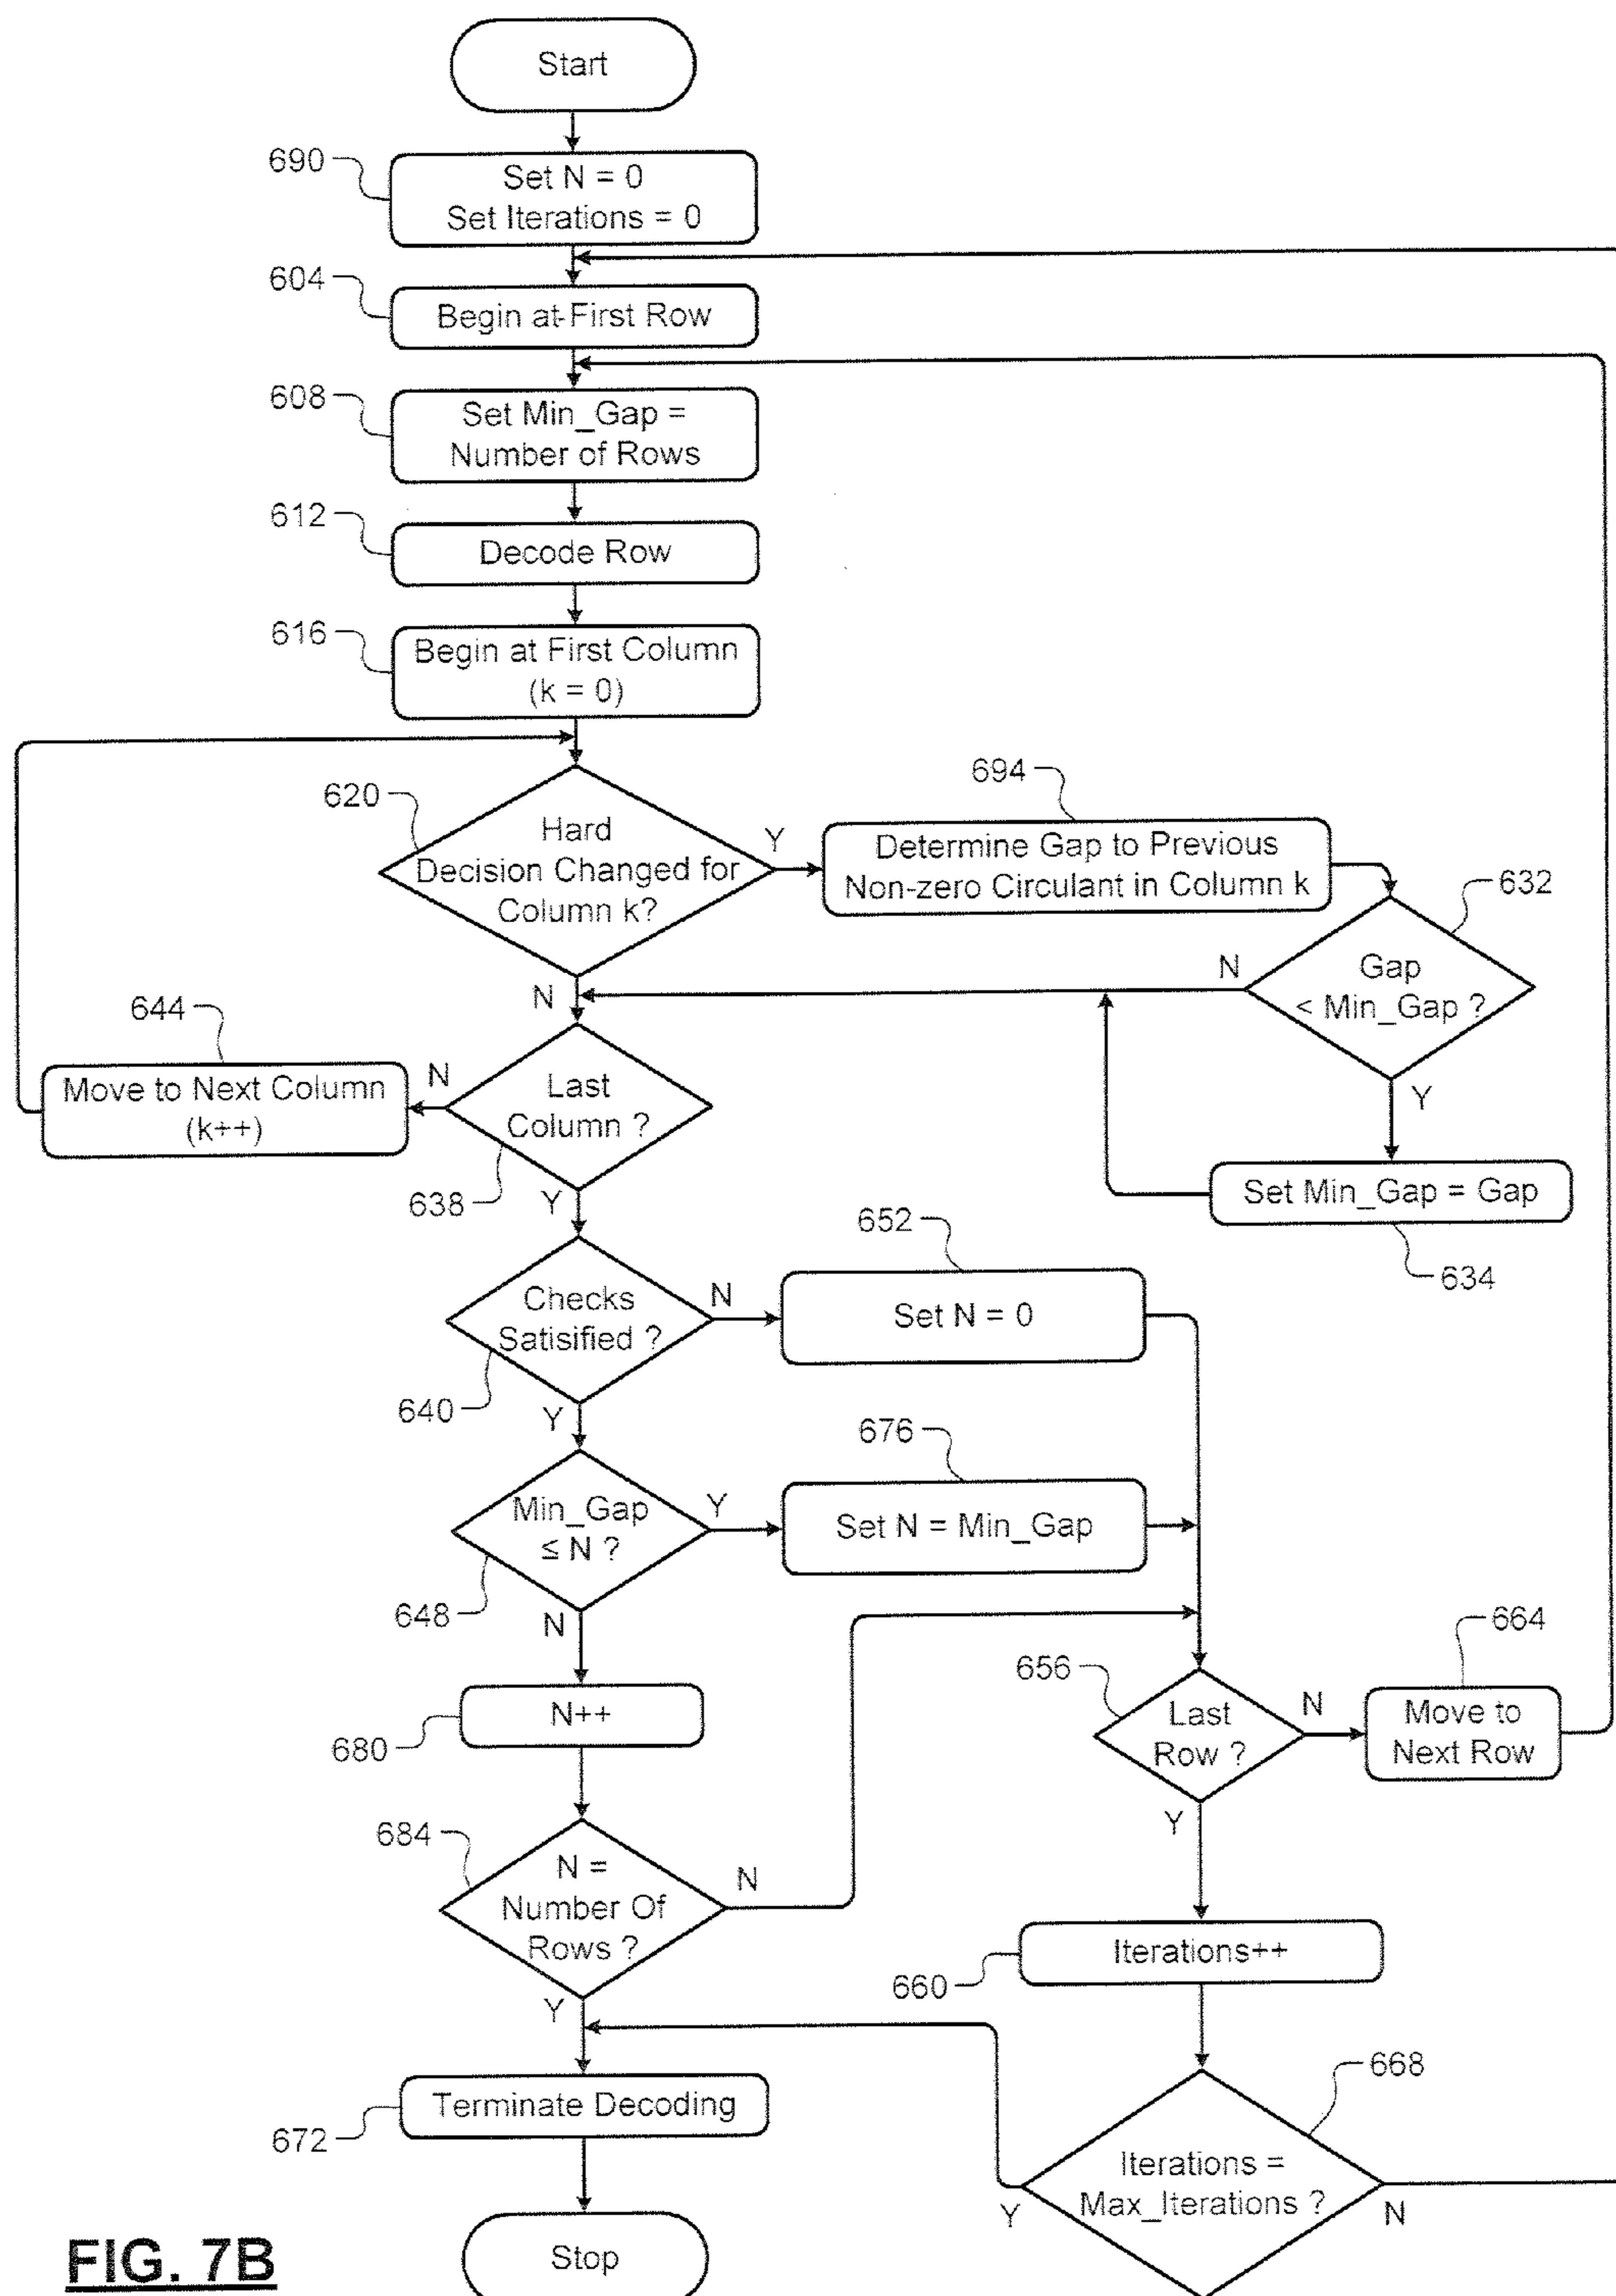 Start
690
Set N = 0
Set Iterations = 0
604
Begin at First Row
608
Set Min_Gap =
Number of Rows
612
Decode Row
616
Begin at First Column
(k = 0)
620
Hard
Decision Changed for
Column k?
Y
N
694
Determine Gap to Previous
Non-zero Circulant in Column k
632
Gap
< Min_Gap ?
N
Y
634
Set Min_Gap = Gap
644
Move to Next Column
(k++)
N
638
Last
Column ?
Y
640
Checks
Satisified ?
N
Y
652
Set N = 0
648
Min_Gap
≤ N ?
Y
N
676
Set N = Min_Gap
680
N++
656
Last
Row ?
N
Y
664
Move to
Next Row
684
N =
Number Of
Rows ?
N
Y
660
Iterations++
672
Terminate Decoding
668
Iterations =
Max_Iterations ?
Y
N
Stop
FIG. 7B